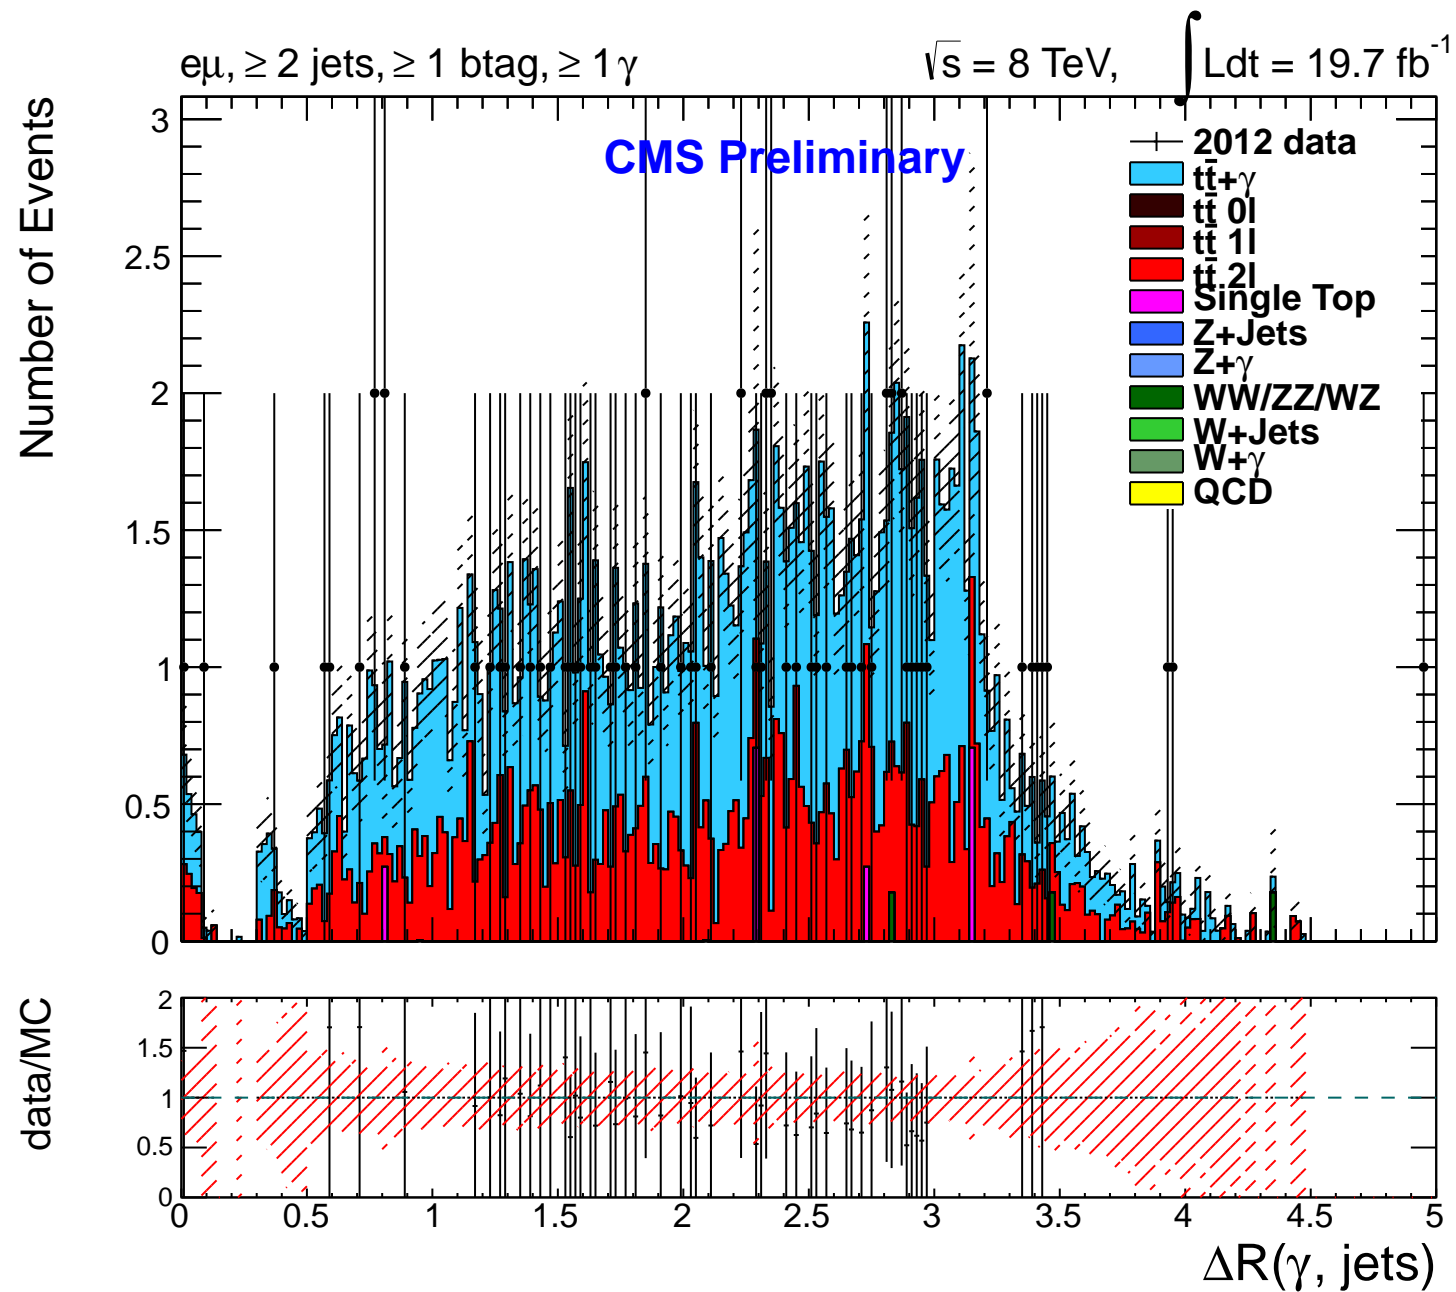 eμ, ≥ 2 jets, ≥ 1 btag, ≥ 1 γ
√s = 8 TeV, ∫ Ldt = 19.7 fb⁻¹
CMS Preliminary
2012 data
tt̄+γ
tt̄ 0l
tt̄ 1l
tt̄ 2l
Single Top
Z+Jets
Z+γ
WW/ZZ/WZ
W+Jets
W+γ
QCD
Number of Events
3
2.5
2
1.5
1
0.5
0
data/MC
2
1.5
1
0.5
0
0 0.5 1 1.5 2 2.5 3 3.5 4 4.5 5
ΔR(γ, jets)